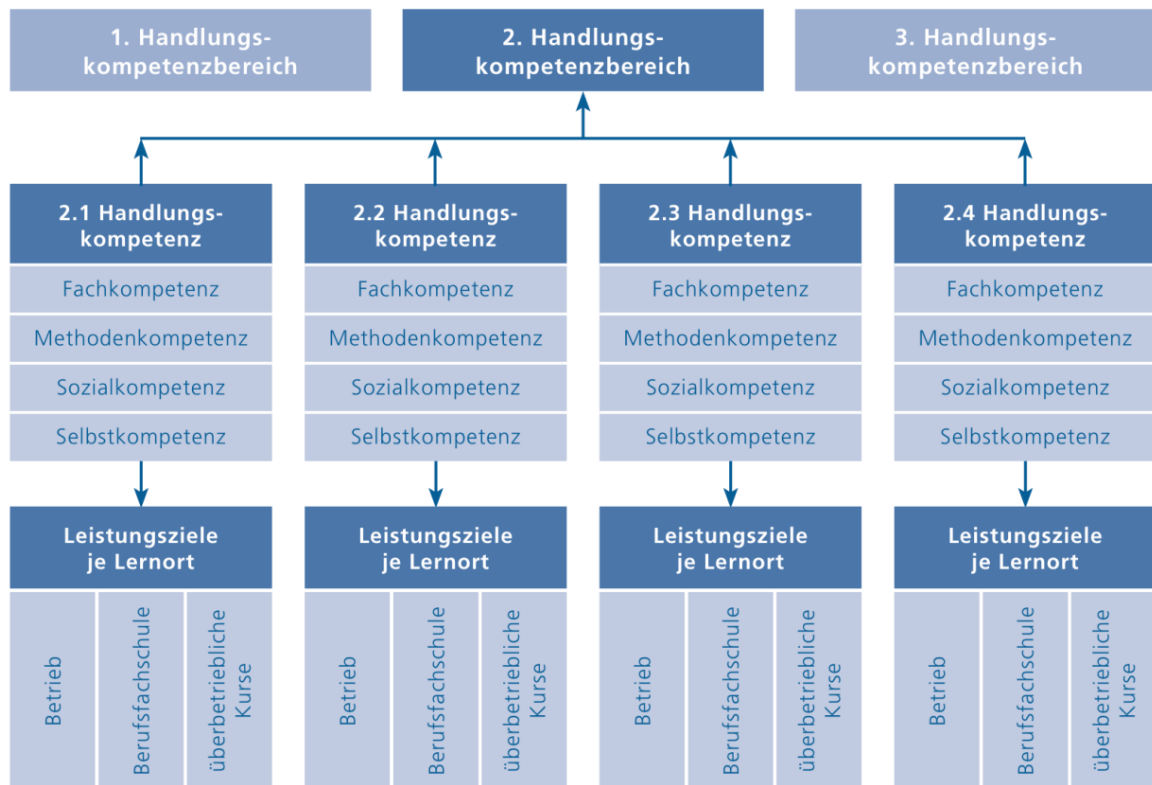 1. Handlungs-
kompetenzbereich
2. Handlungs-
kompetenzbereich
3. Handlungs-
kompetenzbereich
2.1 Handlungs-
kompetenz
Fachkompetenz
Methodenkompetenz
Sozialkompetenz
Selbstkompetenz
Leistungsziele
je Lernort
Betrieb
Berufsfachschule
überbetriebliche
Kurse
2.2 Handlungs-
kompetenz
Fachkompetenz
Methodenkompetenz
Sozialkompetenz
Selbstkompetenz
Leistungsziele
je Lernort
Betrieb
Berufsfachschule
überbetriebliche
Kurse
2.3 Handlungs-
kompetenz
Fachkompetenz
Methodenkompetenz
Sozialkompetenz
Selbstkompetenz
Leistungsziele
je Lernort
Betrieb
Berufsfachschule
überbetriebliche
Kurse
2.4 Handlungs-
kompetenz
Fachkompetenz
Methodenkompetenz
Sozialkompetenz
Selbstkompetenz
Leistungsziele
je Lernort
Betrieb
Berufsfachschule
überbetriebliche
Kurse